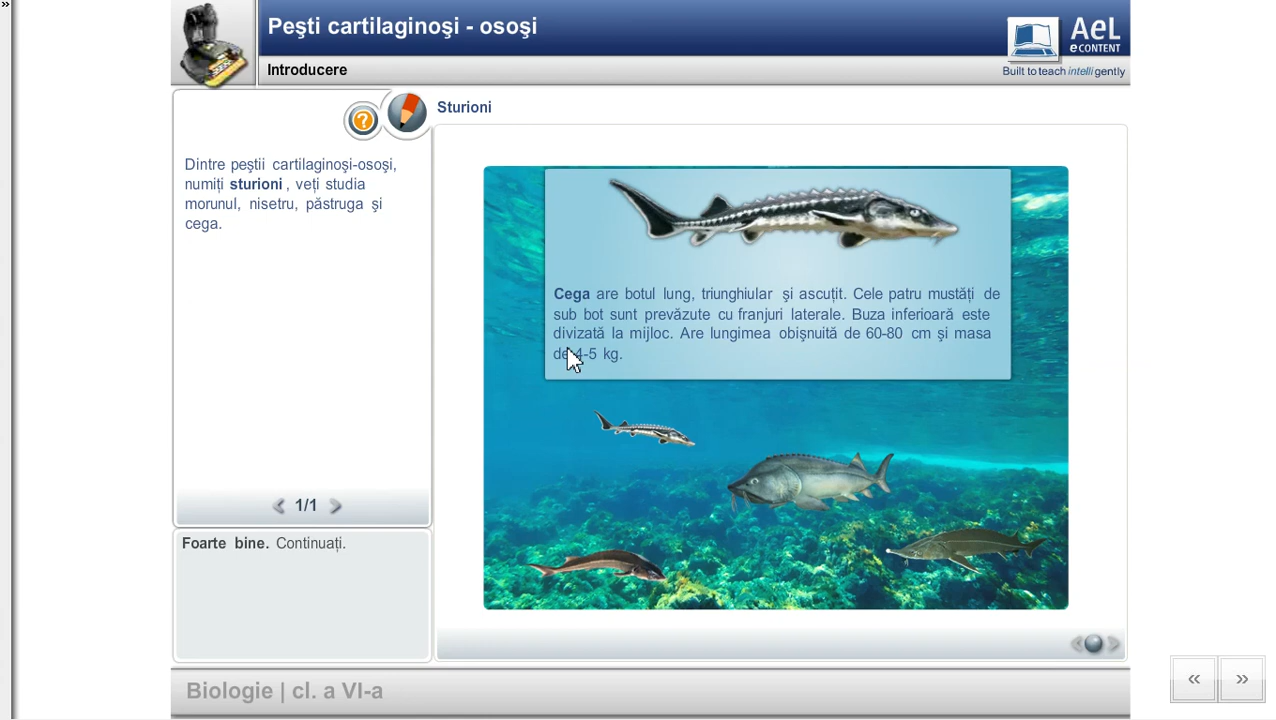 »
Peşti cartilaginoşi - osoşi
AeL
eCONTENT
Introducere
Built to teach intelligently
Sturioni
Dintre peştii cartilaginoşi-osoşi,
numiţi sturioni , veţi studia
morunul, nisetru, păstruga şi
cega.
Cega are botul lung, triunghiular şi ascuţit. Cele patru mustăţi de
sub bot sunt prevăzute cu franjuri laterale. Buza inferioară este
divizată la mijloc. Are lungimea obişnuită de 60-80 cm şi masa
de 4-5 kg.
1/1
Foarte bine. Continuaţi.
Biologie | cl. a VI-a
« »